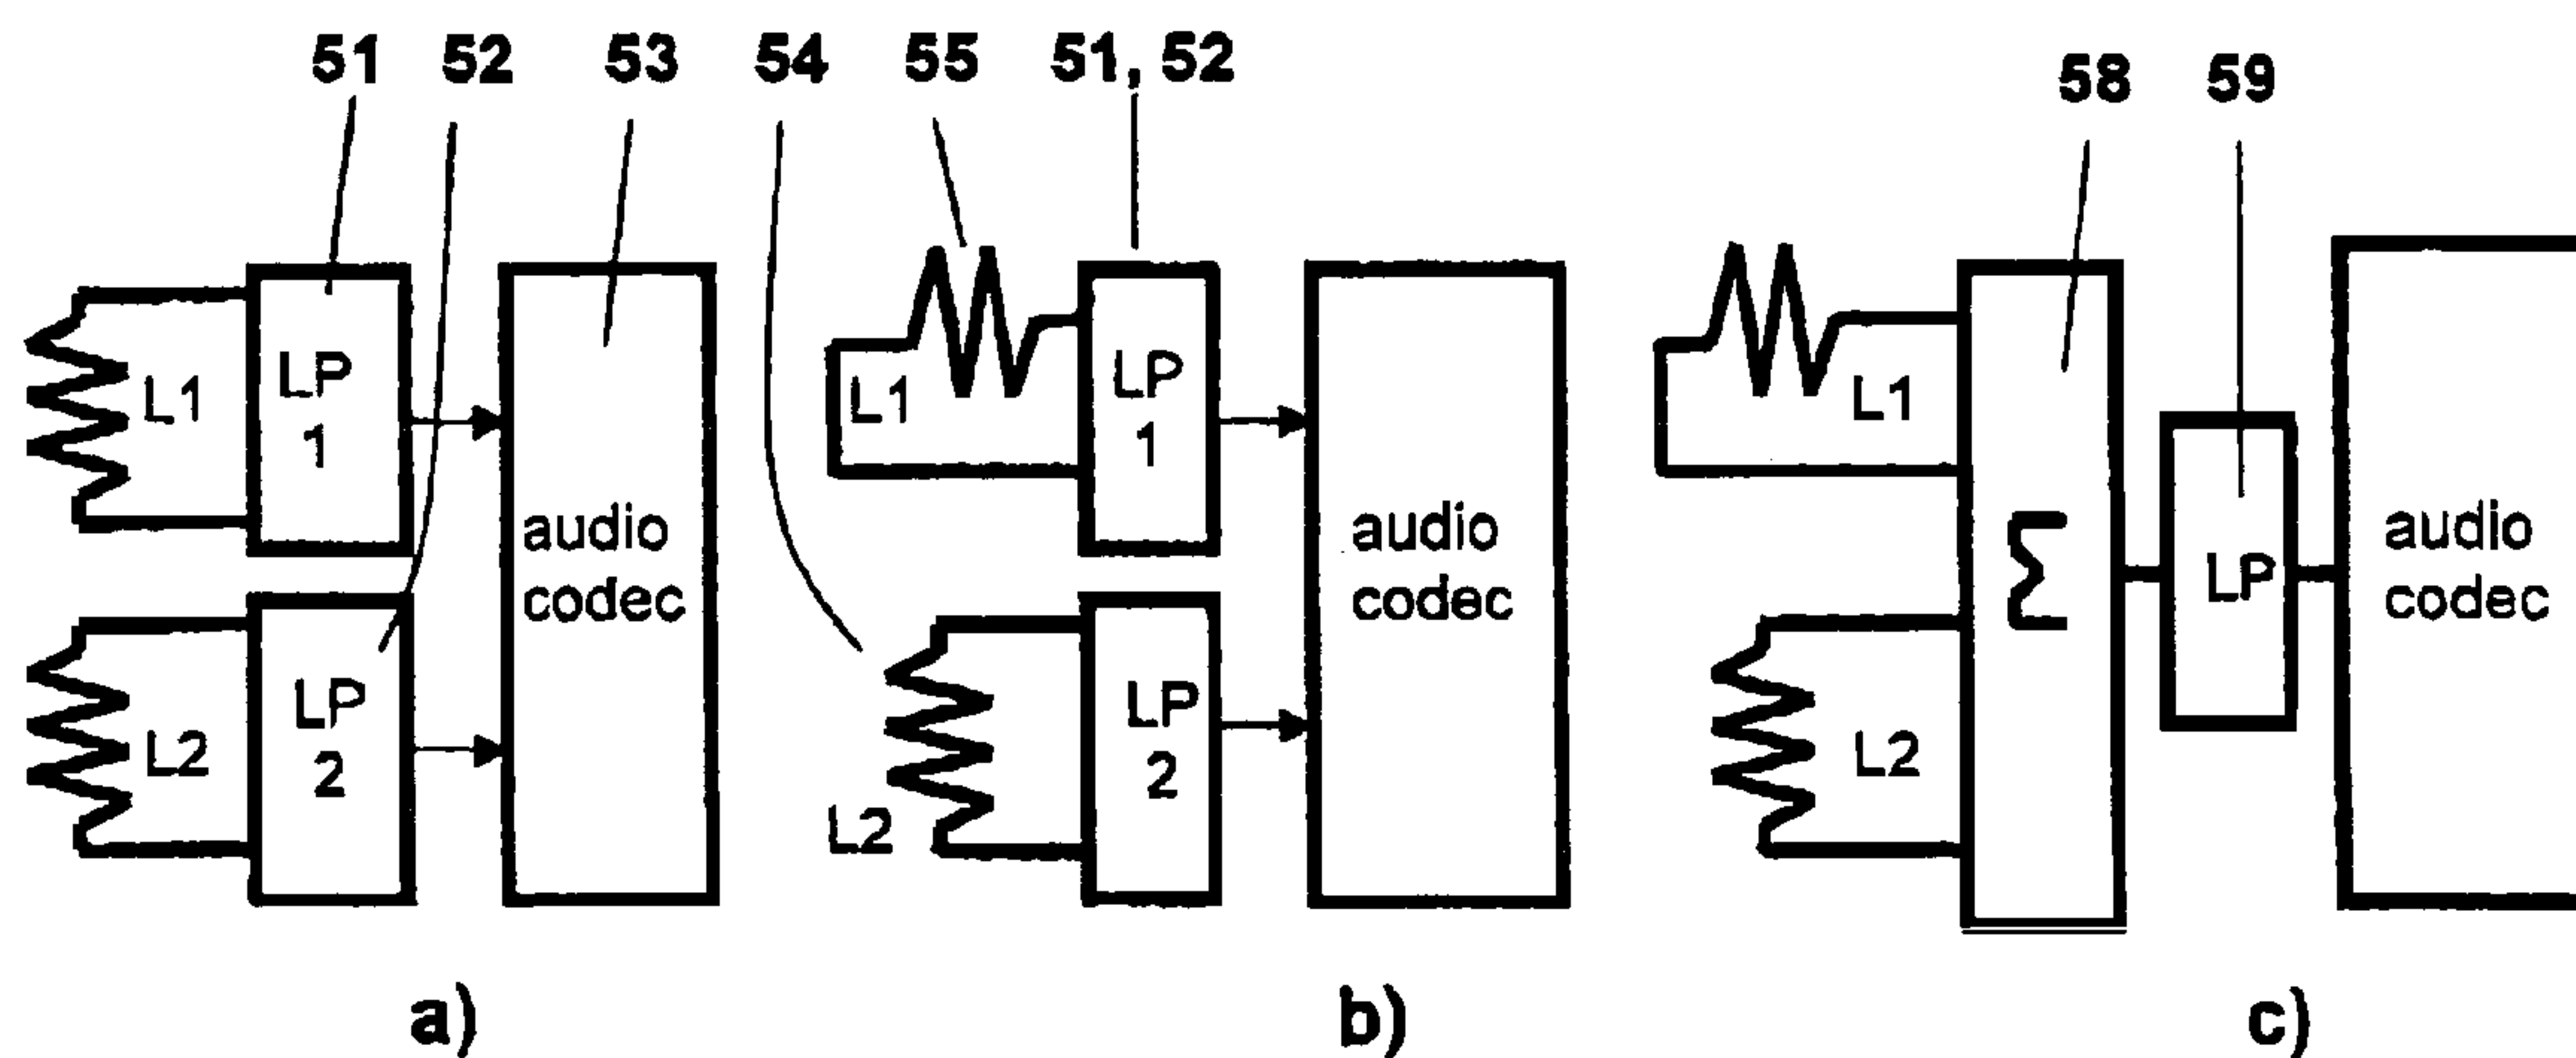 51 52 53 54 55 51, 52
58 59
L1
LP
1
L2
LP
2
audio
codec
L1
LP
1
L2
LP
2
audio
codec
L1
L2
Σ
LP
audio
codec
a)
b)
c)